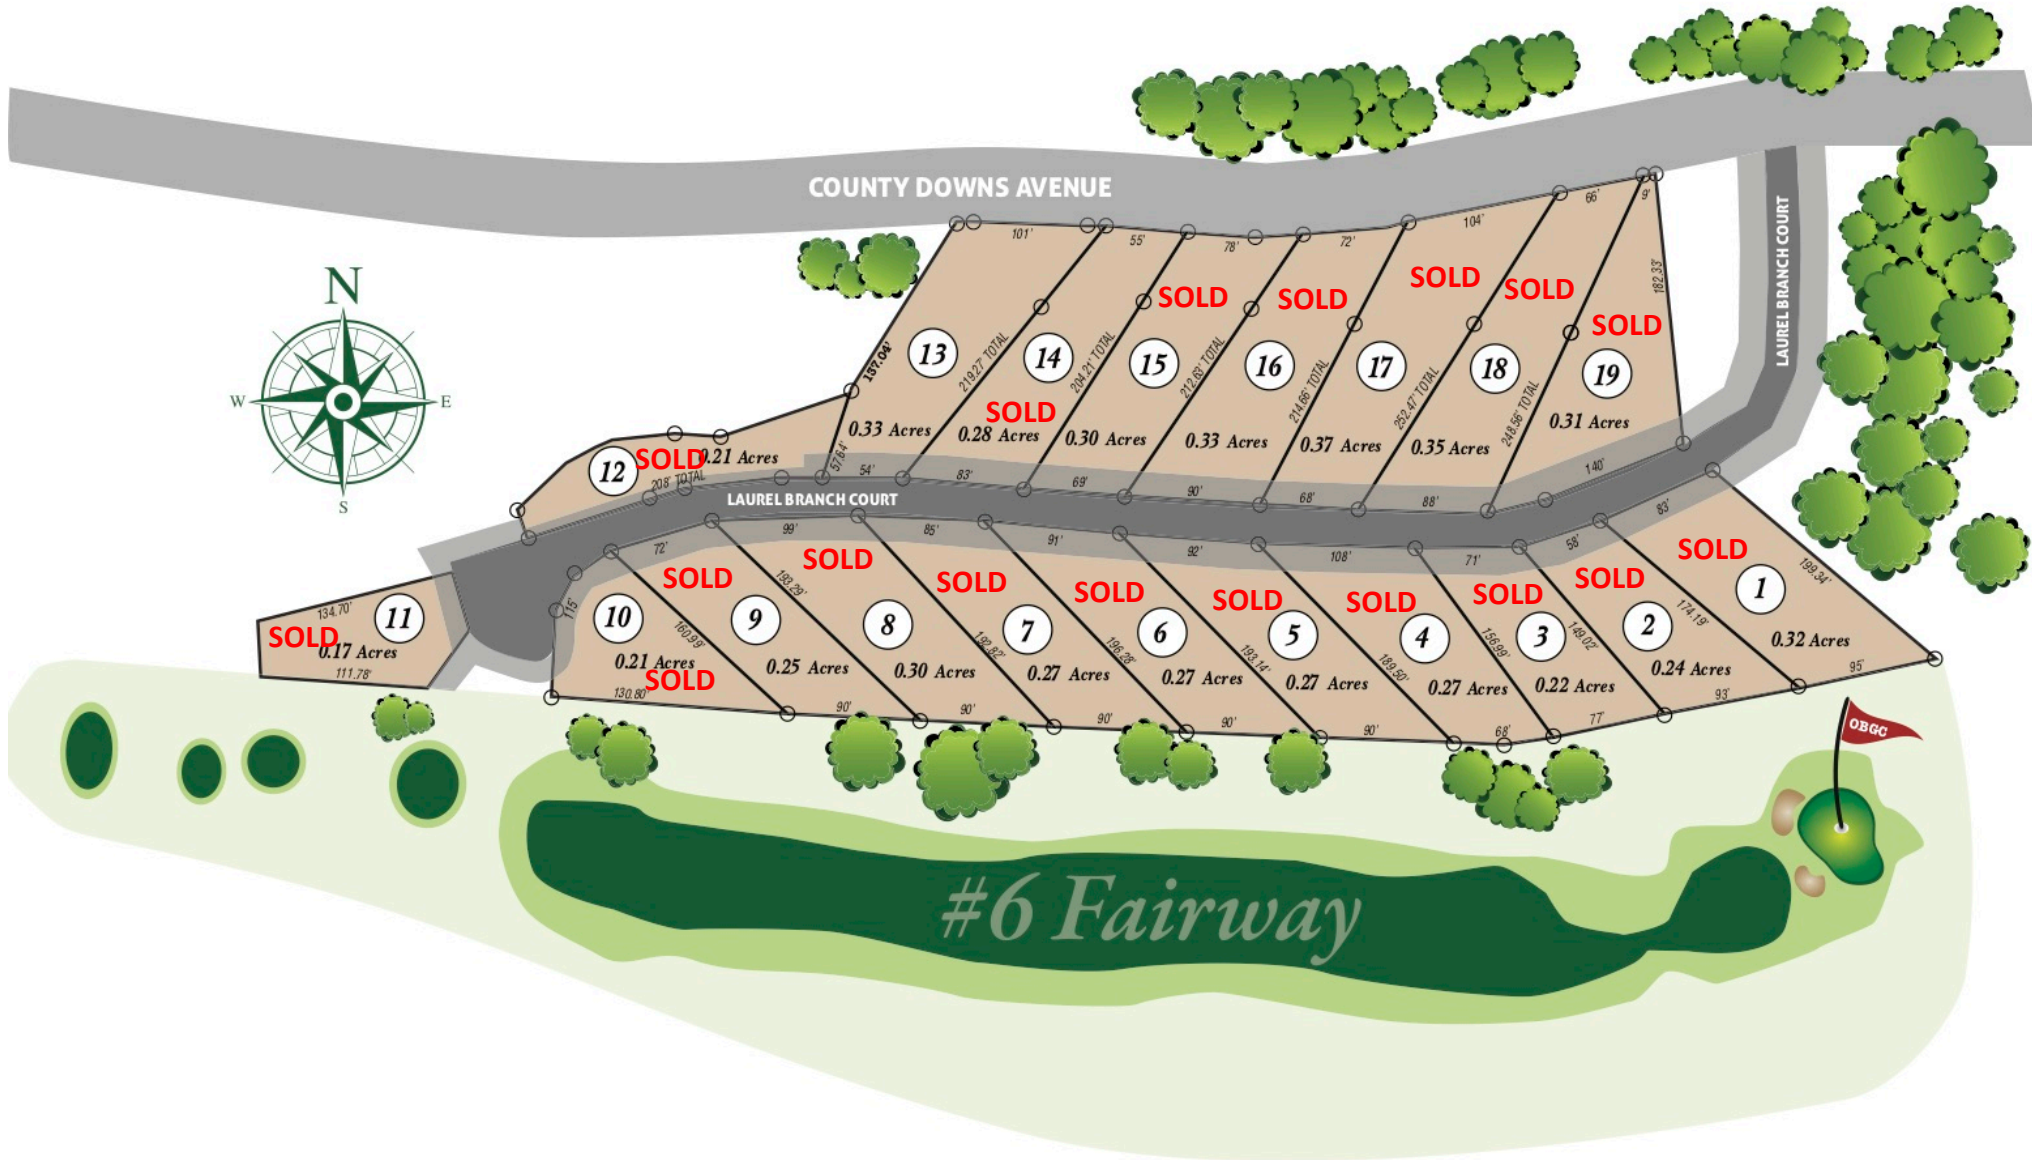 COUNTY DOWNS AVENUE
LAUREL BRANCH COURT
N
W
E
S
101'
55'
78'
72'
104'
66'
9'
182.33'
137.04'
219.27' TOTAL
204.21' TOTAL
212.63' TOTAL
214.66' TOTAL
252.47' TOTAL
248.56' TOTAL
SOLD
SOLD
SOLD
SOLD
SOLD
13
14
15
16
17
18
19
SOLD
0.33 Acres
0.28 Acres
0.30 Acres
0.33 Acres
0.37 Acres
0.35 Acres
0.31 Acres
12
SOLD
0.21 Acres
208' TOTAL
57.64'
54'
83'
69'
90'
68'
88'
140'
LAUREL BRANCH COURT
72'
99'
85'
91'
92'
108'
71'
58'
83'
SOLD
SOLD
SOLD
SOLD
SOLD
SOLD
SOLD
SOLD
SOLD
134.70'
11
SOLD
0.17 Acres
111.78'
115'
10
9
8
7
6
5
4
3
2
1
160.99'
193.29'
192.82'
196.28'
193.14'
189.50'
156.99'
149.02'
174.19'
199.34'
0.21 Acres
SOLD
0.25 Acres
0.30 Acres
0.27 Acres
0.27 Acres
0.27 Acres
0.27 Acres
0.22 Acres
0.24 Acres
0.32 Acres
130.80'
90'
90'
90'
90'
90'
68'
77'
93'
95'
OBGC
#6 Fairway